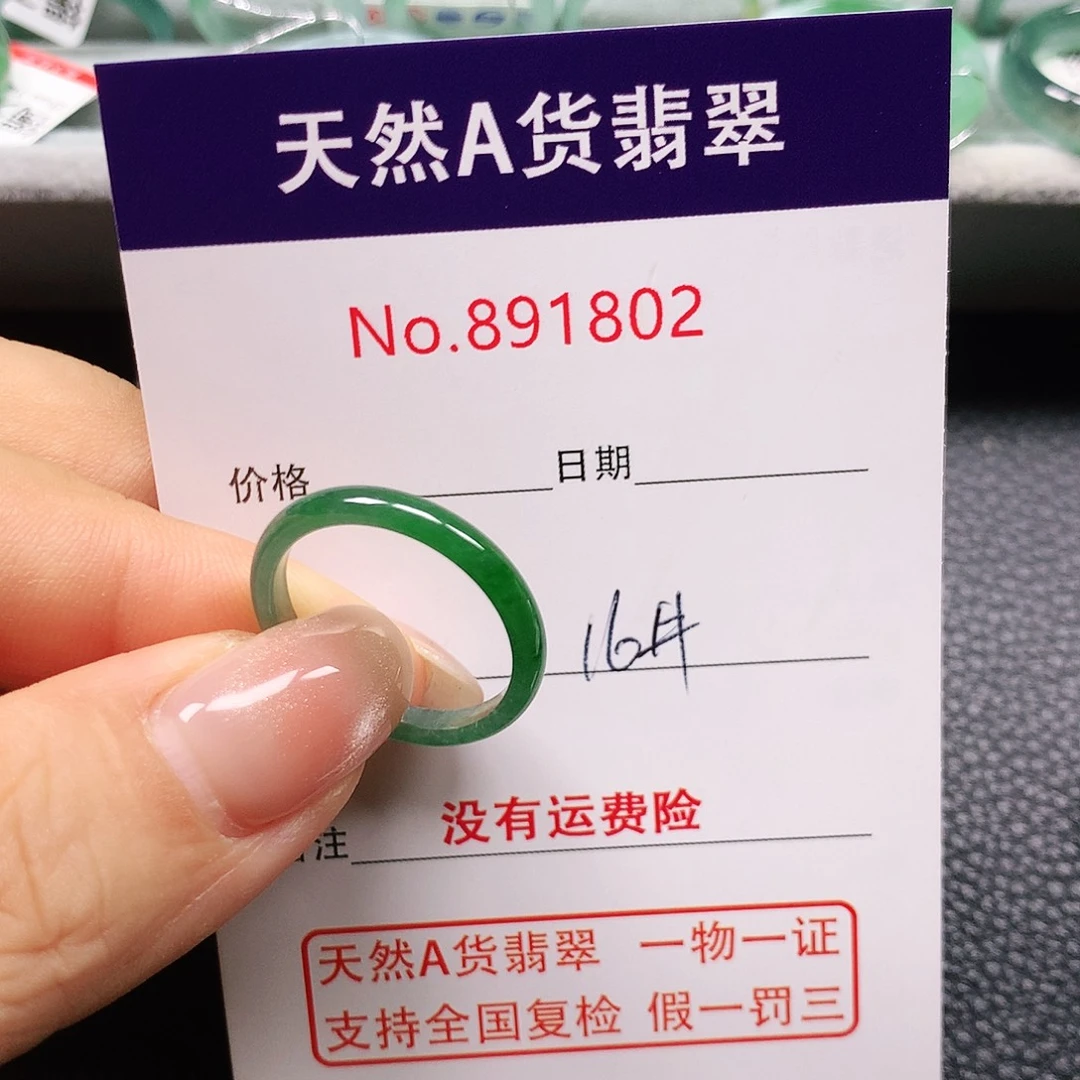 天然A货翡翠
No.891802
价格 日期
16#
注 没有运费险
天然A货翡翠 一物一证
支持全国复检 假一罚三